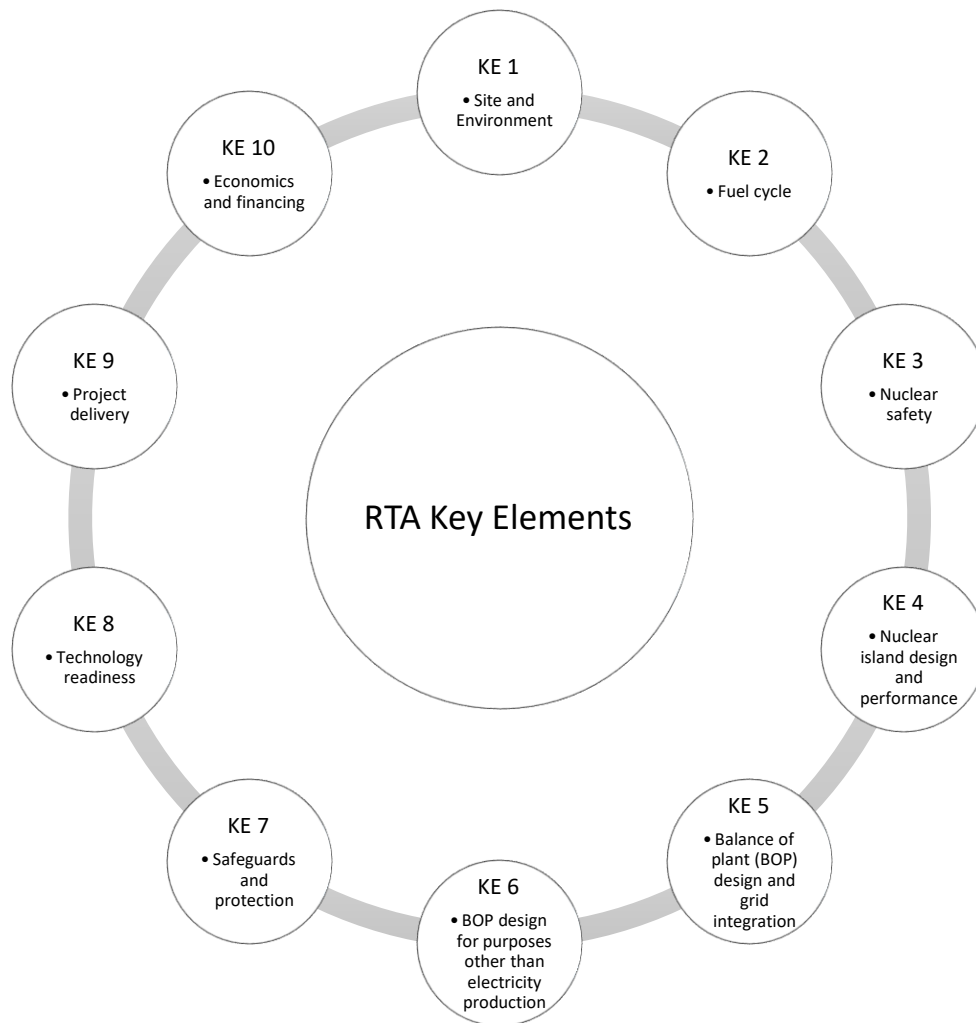 KE 1
• Site and
Environment
KE 2
• Fuel cycle
KE 3
• Nuclear
safety
KE 4
• Nuclear
island design
and
performance
KE 5
• Balance of
plant (BOP)
design and
grid
integration
KE 6
• BOP design
for purposes
other than
electricity
production
KE 7
• Safeguards
and
protection
KE 8
• Technology
readiness
KE 9
• Project
delivery
KE 10
• Economics
and financing
RTA Key Elements